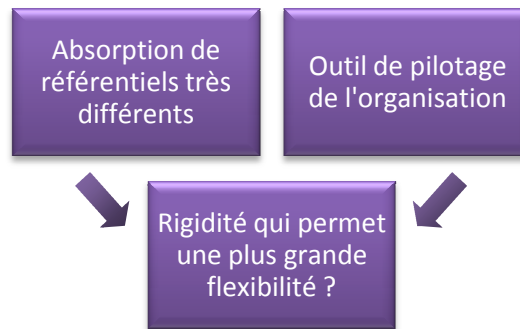 Absorption de
référentiels très
différents
Outil de pilotage
de l'organisation
Rigidité qui permet
une plus grande
flexibilité ?